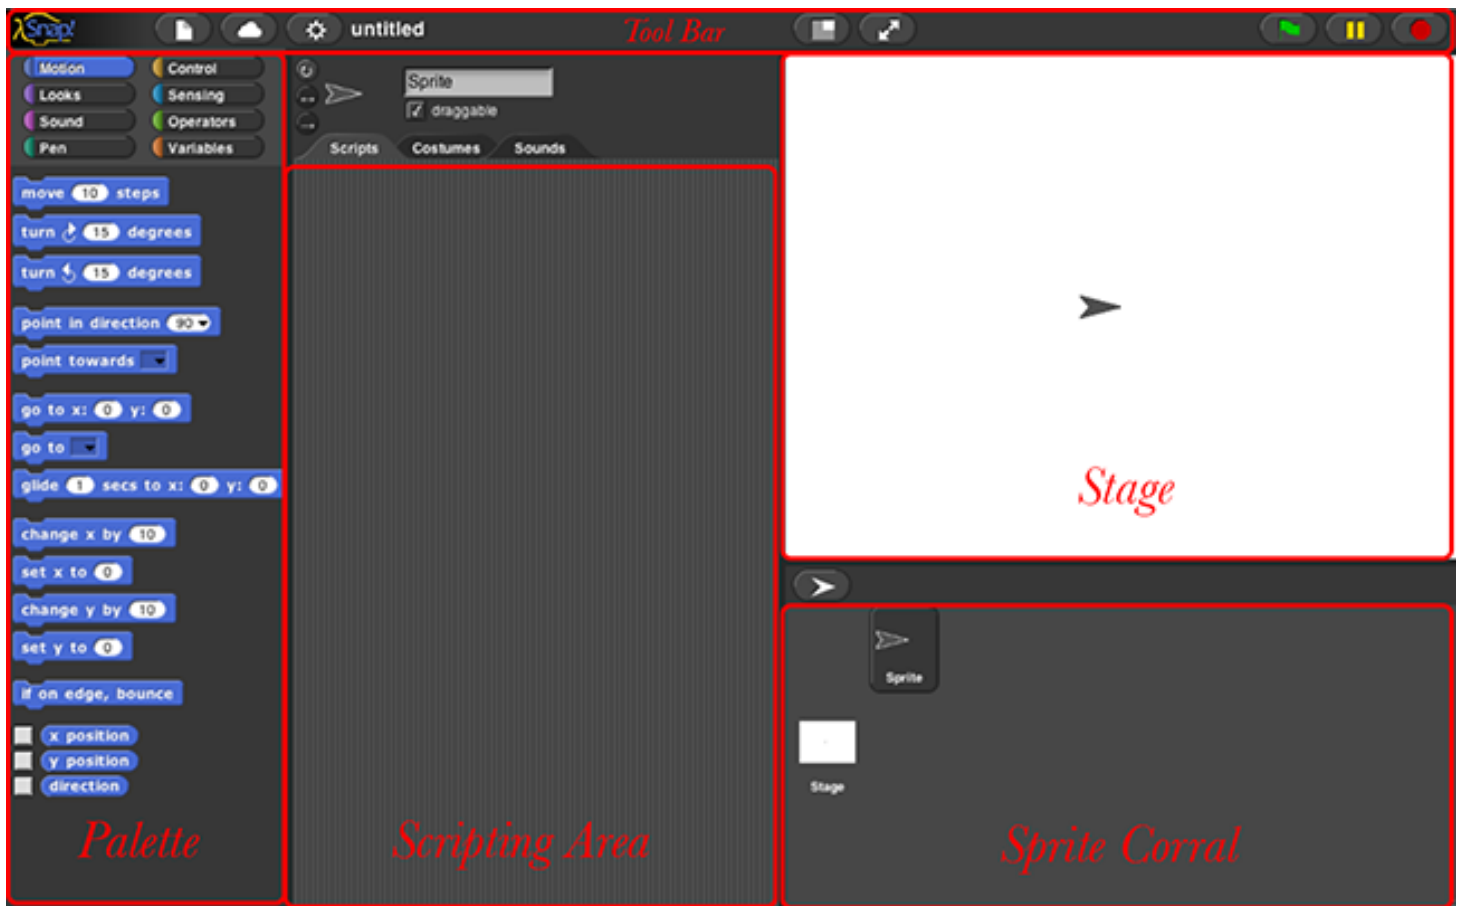 λSnap! untitled Tool Bar
Motion Control
Looks Sensing
Sound Operators
Pen Variables
Sprite
draggable
Scripts Costumes Sounds
move 10 steps
turn 15 degrees
turn 15 degrees
point in direction 90
point towards
go to x: 0 y: 0
go to
glide 1 secs to x: 0 y: 0
change x by 10
set x to 0
change y by 10
set y to 0
if on edge, bounce
x position
y position
direction
Palette
Scripting Area
Stage
Sprite
Stage
Sprite Corral